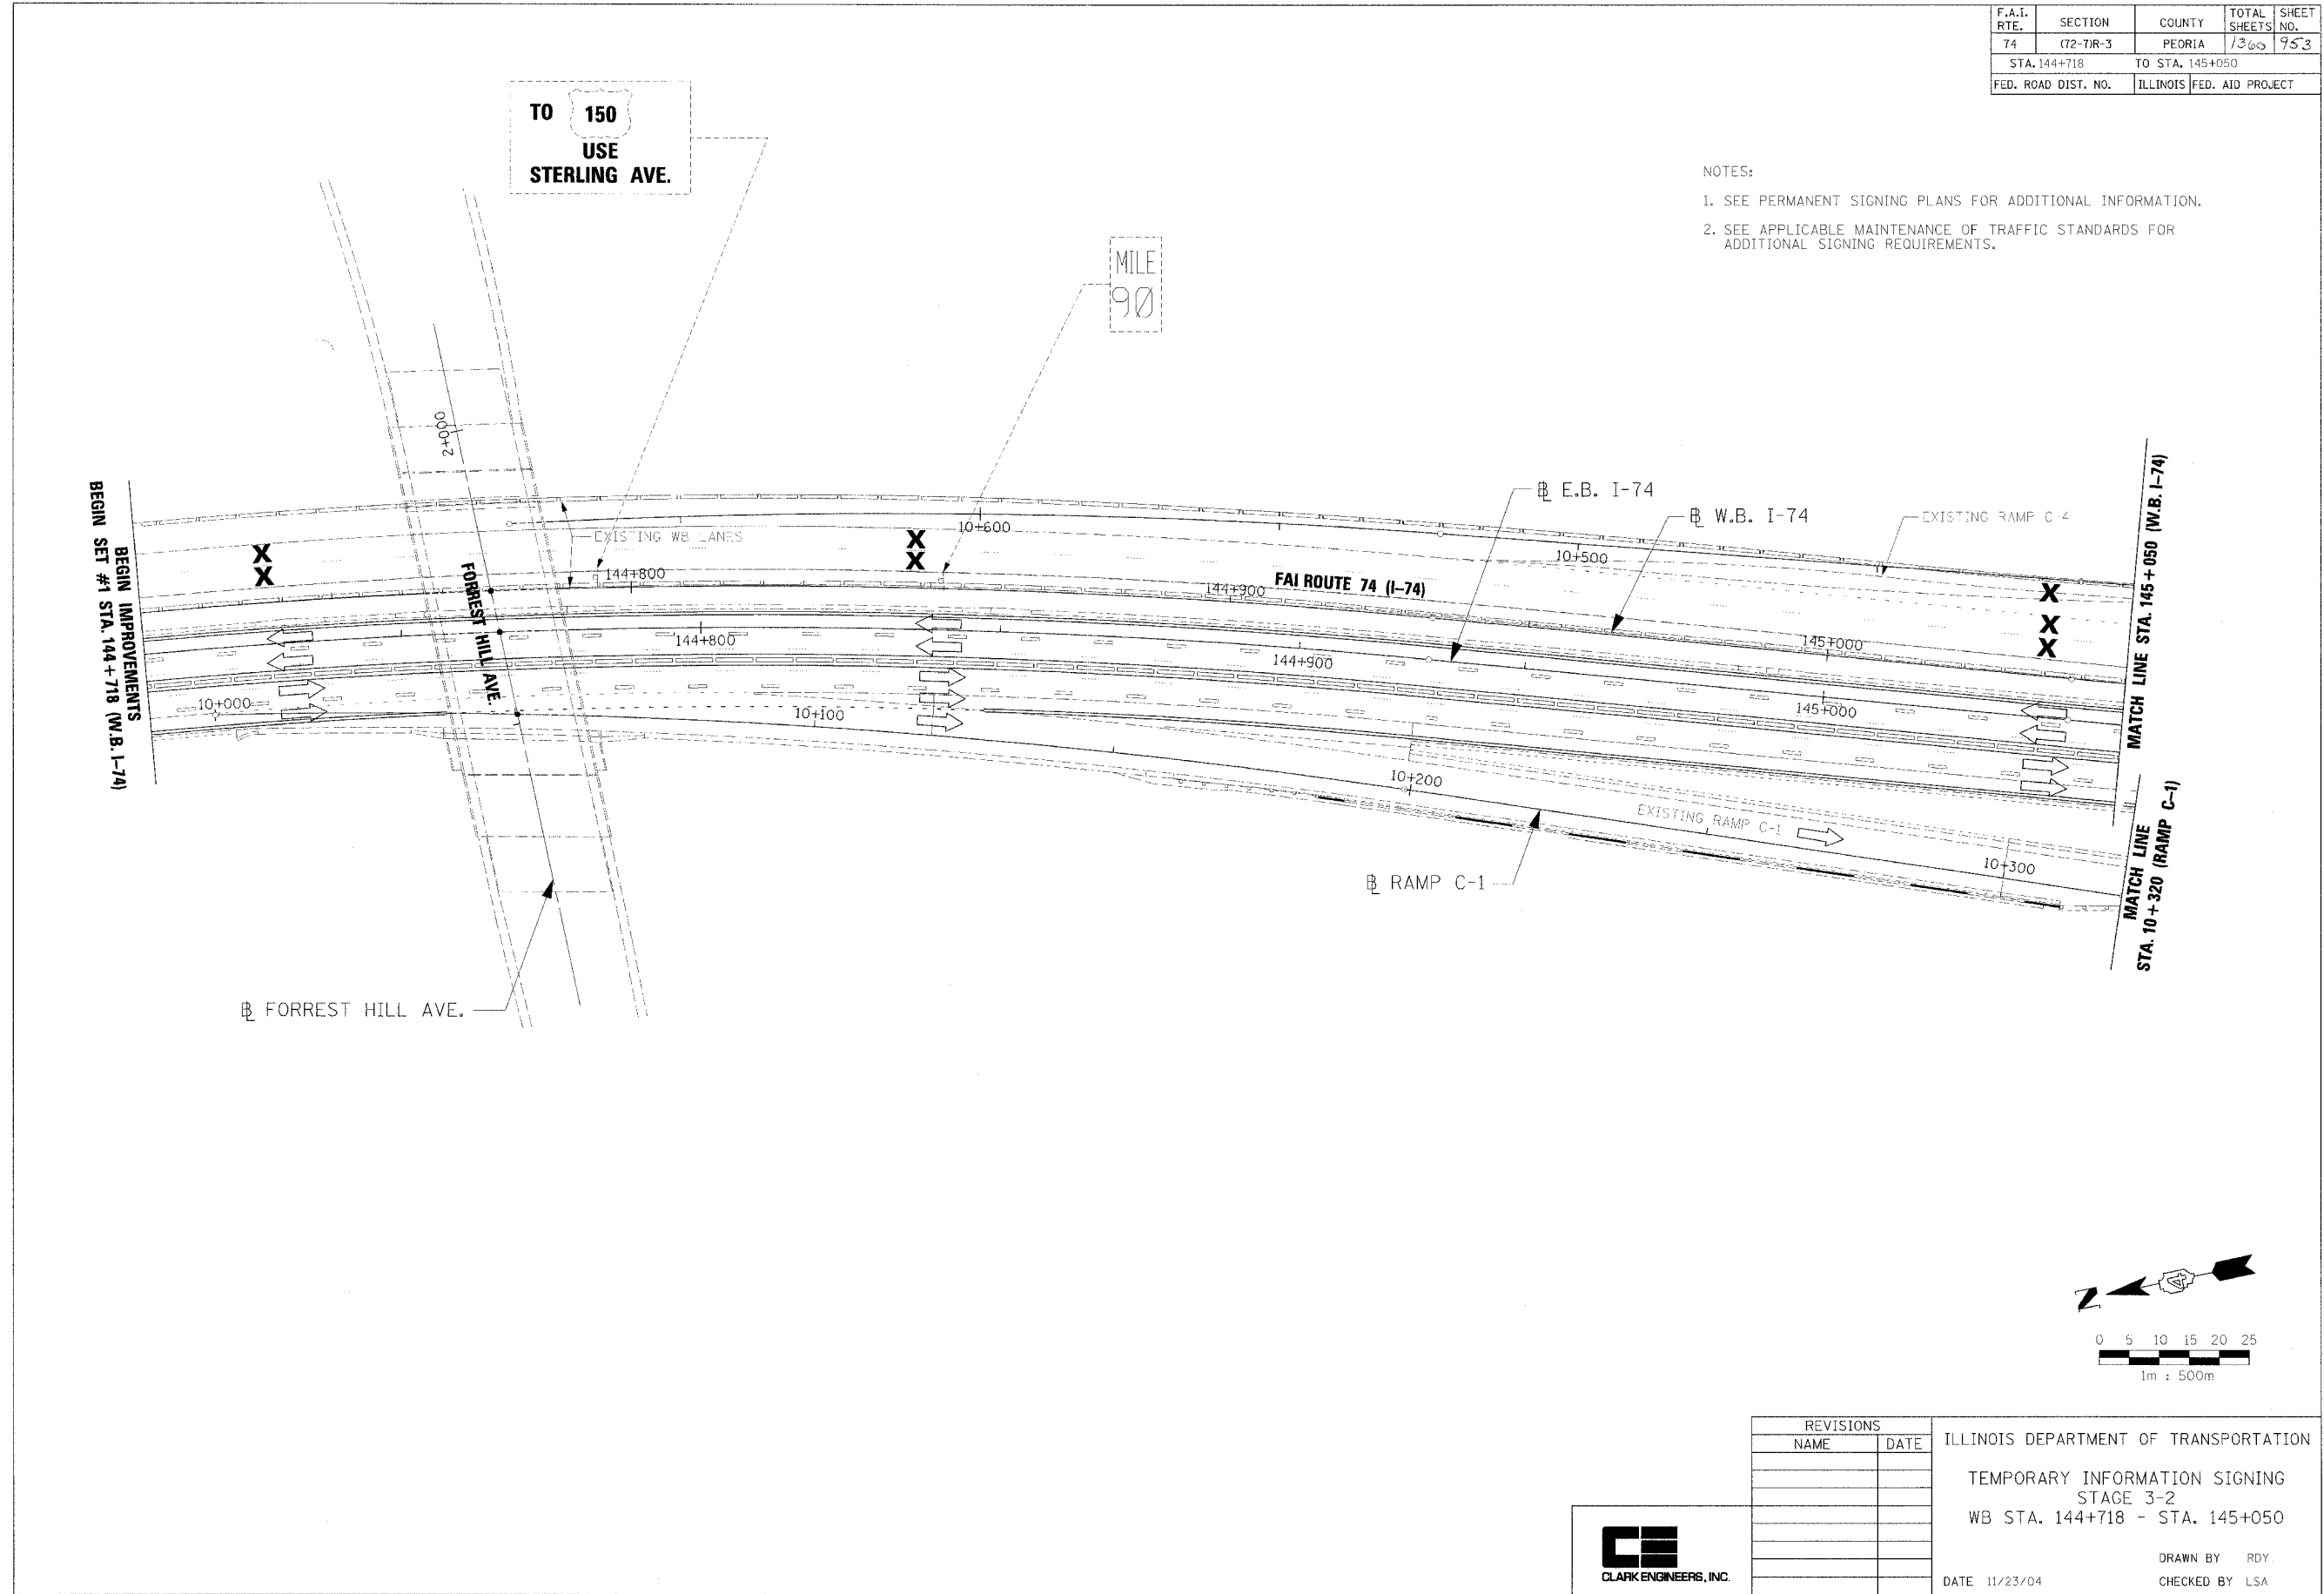 F.A.I. RTE. SECTION COUNTY TOTAL SHEETS SHEET NO.
74 (72-7)R-3 PEORIA 1360 953
STA. 144+718 TO STA. 145+050
FED. ROAD DIST. NO. ILLINOIS FED. AID PROJECT
TO 150
USE
STERLING AVE.
NOTES:
1. SEE PERMANENT SIGNING PLANS FOR ADDITIONAL INFORMATION.
2. SEE APPLICABLE MAINTENANCE OF TRAFFIC STANDARDS FOR
ADDITIONAL SIGNING REQUIREMENTS.
MILE
90
2+000
BEGIN IMPROVEMENTS
BEGIN SET #1 STA. 144+718 (W.B. I-74)
X
X
EXISTING WB LANES
X
X
10+600
℄ E.B. I-74
℄ W.B. I-74
EXISTING RAMP C-4
10+500
144+800
FORREST HILL AVE.
144+900
FAI ROUTE 74 (I-74)
145+000
X
X
X
MATCH LINE STA. 145+050 (W.B. I-74)
144+800
144+900
145+000
10+000
10+100
10+200
EXISTING RAMP C-1
10+300
℄ RAMP C-1
MATCH LINE
STA. 10+320 (RAMP C-1)
℄ FORREST HILL AVE.
Z
0 5 10 15 20 25
1m : 500m
REVISIONS
NAME DATE
ILLINOIS DEPARTMENT OF TRANSPORTATION
TEMPORARY INFORMATION SIGNING
STAGE 3-2
WB STA. 144+718 - STA. 145+050
DRAWN BY RDY
DATE 11/23/04 CHECKED BY LSA
CE
CLARK ENGINEERS, INC.